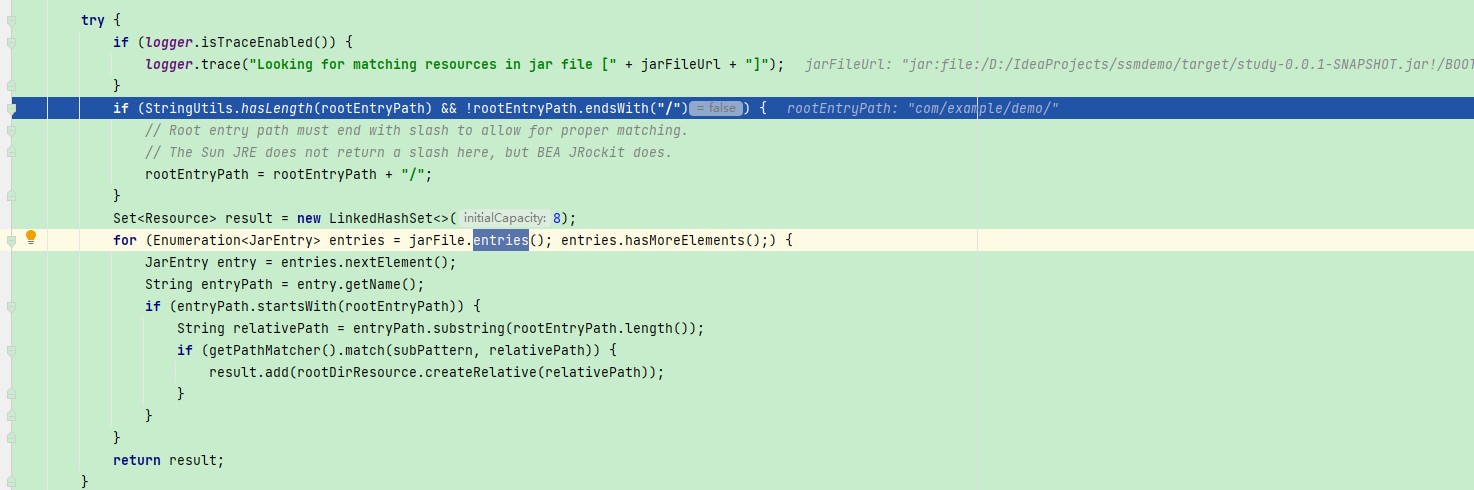 try {
if (logger.isTraceEnabled()) {
logger.trace("Looking for matching resources in jar file [" + jarFileUrl + "]");   jarFileUrl: "jar:file:/D:/IdeaProjects/ssmdemo/target/study-0.0.1-SNAPSHOT.jar!/BOOT
}
if (StringUtils.hasLength(rootEntryPath) && !rootEntryPath.endsWith("/") = false ) {   rootEntryPath: "com/example/demo/"
// Root entry path must end with slash to allow for proper matching.
// The Sun JRE does not return a slash here, but BEA JRockit does.
rootEntryPath = rootEntryPath + "/";
}
Set<Resource> result = new LinkedHashSet<>( initialCapacity: 8);
for (Enumeration<JarEntry> entries = jarFile.entries(); entries.hasMoreElements();) {
JarEntry entry = entries.nextElement();
String entryPath = entry.getName();
if (entryPath.startsWith(rootEntryPath)) {
String relativePath = entryPath.substring(rootEntryPath.length());
if (getPathMatcher().match(subPattern, relativePath)) {
result.add(rootDirResource.createRelative(relativePath));
}
}
}
return result;
}